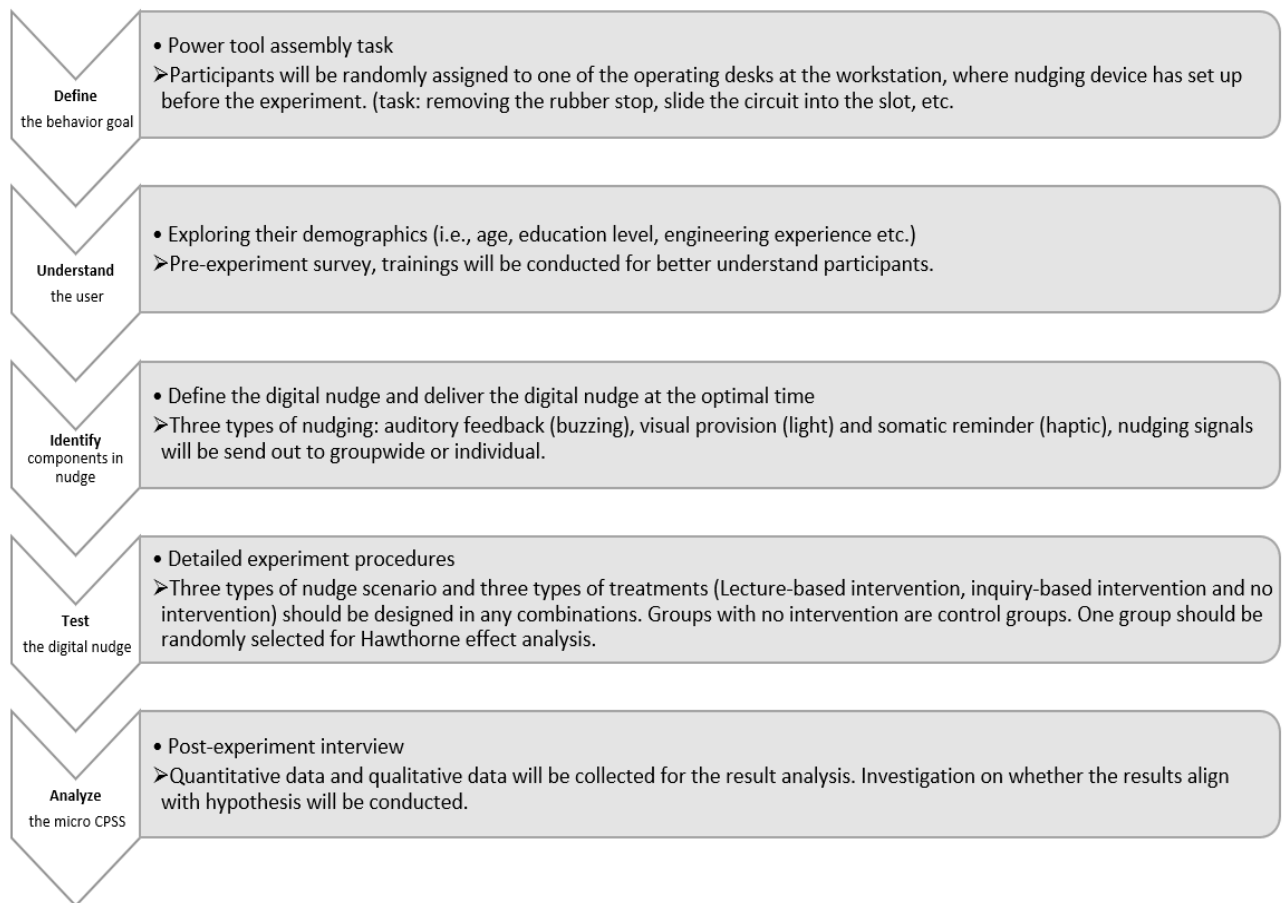 Define
the behavior goal
• Power tool assembly task
➢Participants will be randomly assigned to one of the operating desks at the workstation, where nudging device has set up
before the experiment. (task: removing the rubber stop, slide the circuit into the slot, etc.
Understand
the user
• Exploring their demographics (i.e., age, education level, engineering experience etc.)
➢Pre-experiment survey, trainings will be conducted for better understand participants.
Identify
components in
nudge
• Define the digital nudge and deliver the digital nudge at the optimal time
➢Three types of nudging: auditory feedback (buzzing), visual provision (light) and somatic reminder (haptic), nudging signals
will be send out to groupwide or individual.
Test
the digital nudge
• Detailed experiment procedures
➢Three types of nudge scenario and three types of treatments (Lecture-based intervention, inquiry-based intervention and no
intervention) should be designed in any combinations. Groups with no intervention are control groups. One group should be
randomly selected for Hawthorne effect analysis.
Analyze
the micro CPSS
• Post-experiment interview
➢Quantitative data and qualitative data will be collected for the result analysis. Investigation on whether the results align
with hypothesis will be conducted.